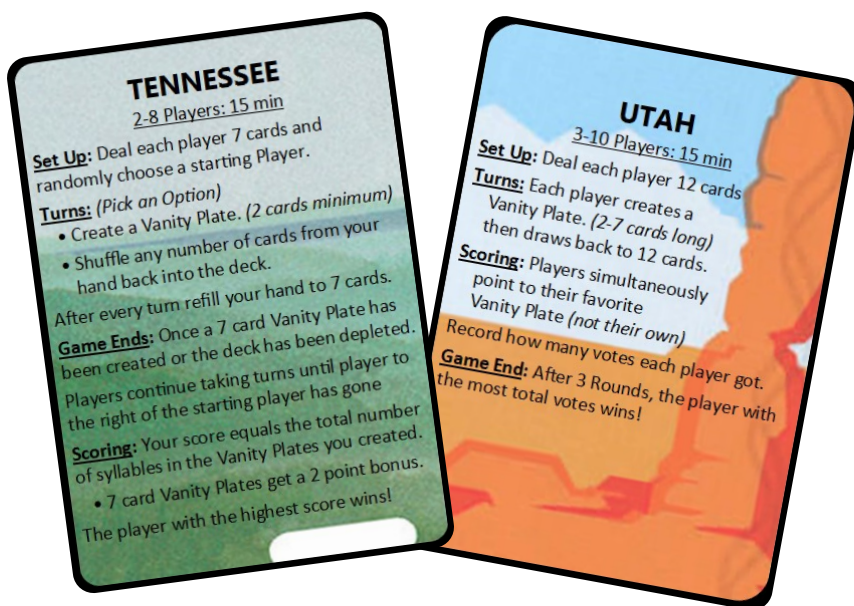 TENNESSEE
2-8 Players: 15 min
Set Up: Deal each player 7 cards and
randomly choose a starting Player.
Turns: (Pick an Option)
• Create a Vanity Plate. (2 cards minimum)
• Shuffle any number of cards from your
hand back into the deck.
After every turn refill your hand to 7 cards.
Game Ends: Once a 7 card Vanity Plate has
been created or the deck has been depleted.
Players continue taking turns until player to
the right of the starting player has gone
Scoring: Your score equals the total number
of syllables in the Vanity Plates you created.
• 7 card Vanity Plates get a 2 point bonus.
The player with the highest score wins!
UTAH
3-10 Players: 15 min
Set Up: Deal each player 12 cards
Turns: Each player creates a
Vanity Plate. (2-7 cards long)
then draws back to 12 cards.
Scoring: Players simultaneously
point to their favorite
Vanity Plate (not their own)
Record how many votes each player got.
Game End: After 3 Rounds, the player with
the most total votes wins!